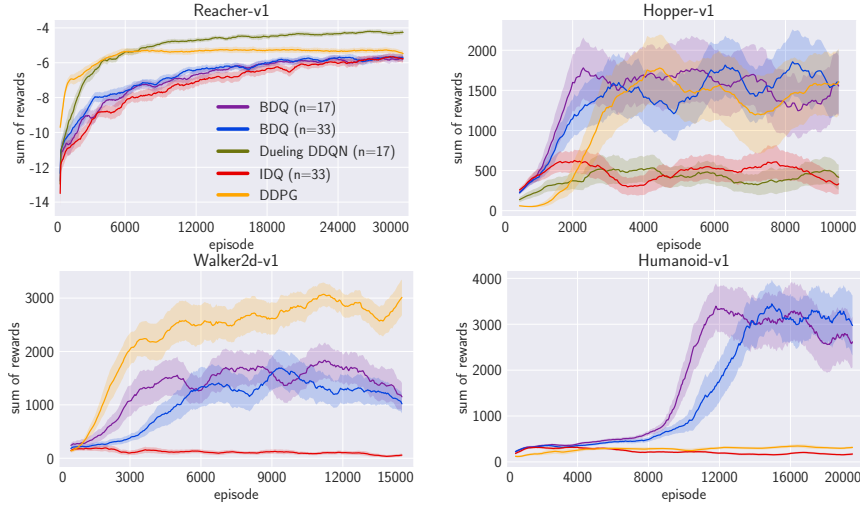 Reacher-v1
-4
-6
-8
-10
-12
-14
sum of rewards
BDQ (n=17)
BDQ (n=33)
Dueling DDQN (n=17)
IDQ (n=33)
DDPG
0 6000 12000 18000 24000 30000
episode
Hopper-v1
2000
1500
1000
500
0
sum of rewards
0 2000 4000 6000 8000 10000
episode
Walker2d-v1
3000
2000
1000
0
sum of rewards
0 3000 6000 9000 12000 15000
episode
Humanoid-v1
4000
3000
2000
1000
0
sum of rewards
0 4000 8000 12000 16000 20000
episode